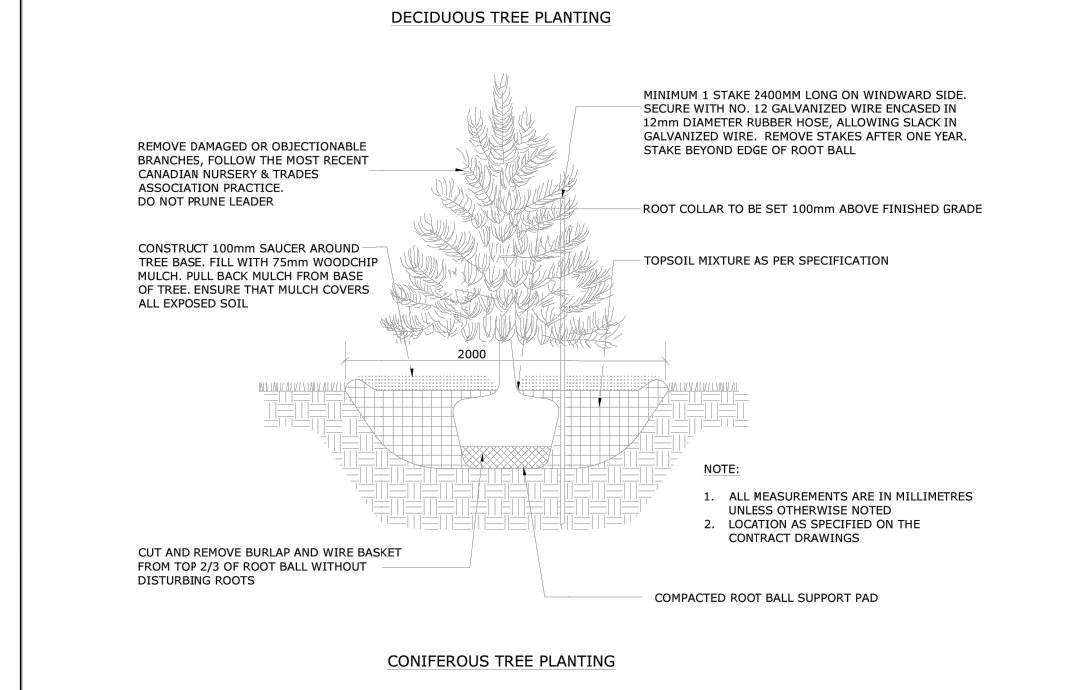 DECIDUOUS TREE PLANTING
MINIMUM 1 STAKE 2400MM LONG ON WINDWARD SIDE.
SECURE WITH NO. 12 GALVANIZED WIRE ENCASED IN
12mm DIAMETER RUBBER HOSE, ALLOWING SLACK IN
GALVANIZED WIRE. REMOVE STAKES AFTER ONE YEAR.
STAKE BEYOND EDGE OF ROOT BALL
REMOVE DAMAGED OR OBJECTIONABLE
BRANCHES, FOLLOW THE MOST RECENT
CANADIAN NURSERY & TRADES
ASSOCIATION PRACTICE.
DO NOT PRUNE LEADER
ROOT COLLAR TO BE SET 100mm ABOVE FINISHED GRADE
CONSTRUCT 100mm SAUCER AROUND
TREE BASE. FILL WITH 75mm WOODCHIP
MULCH. PULL BACK MULCH FROM BASE
OF TREE. ENSURE THAT MULCH COVERS
ALL EXPOSED SOIL
TOPSOIL MIXTURE AS PER SPECIFICATION
2000
NOTE:
1. ALL MEASUREMENTS ARE IN MILLIMETRES
UNLESS OTHERWISE NOTED
2. LOCATION AS SPECIFIED ON THE
CONTRACT DRAWINGS
CUT AND REMOVE BURLAP AND WIRE BASKET
FROM TOP 2/3 OF ROOT BALL WITHOUT
DISTURBING ROOTS
COMPACTED ROOT BALL SUPPORT PAD
CONIFEROUS TREE PLANTING